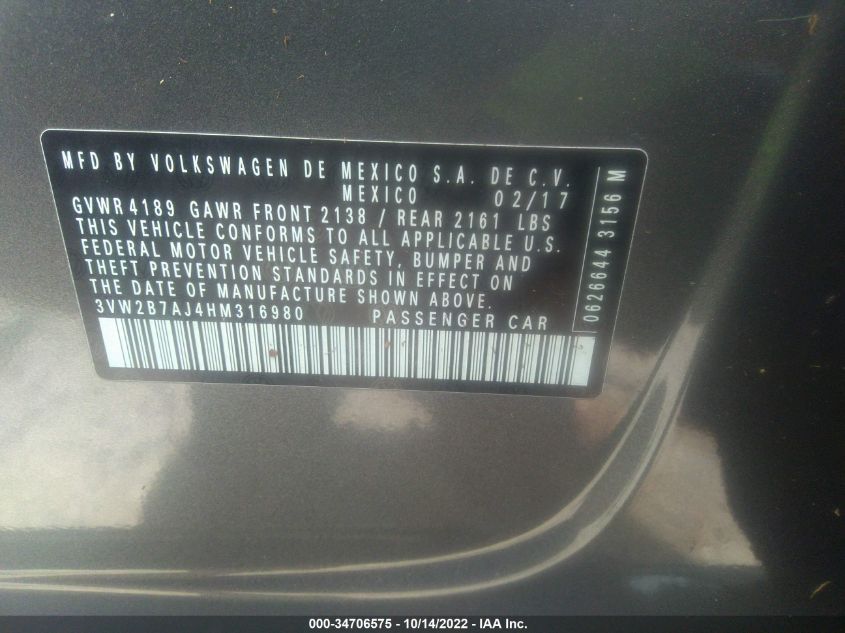 MFD BY VOLKSWAGEN DE MEXICO S.A. DE C.V.
MEXICO 02/17
GVWR 4189 GAWR FRONT 2138 / REAR 2161 LBS
THIS VEHICLE CONFORMS TO ALL APPLICABLE U.S.
FEDERAL MOTOR VEHICLE SAFETY, BUMPER AND
THEFT PREVENTION STANDARDS IN EFFECT ON
THE DATE OF MANUFACTURE SHOWN ABOVE.
3VW2B7AJ4HM316980 PASSENGER CAR
0626644 3156 M
000-34706575 - 10/14/2022 - IAA Inc.